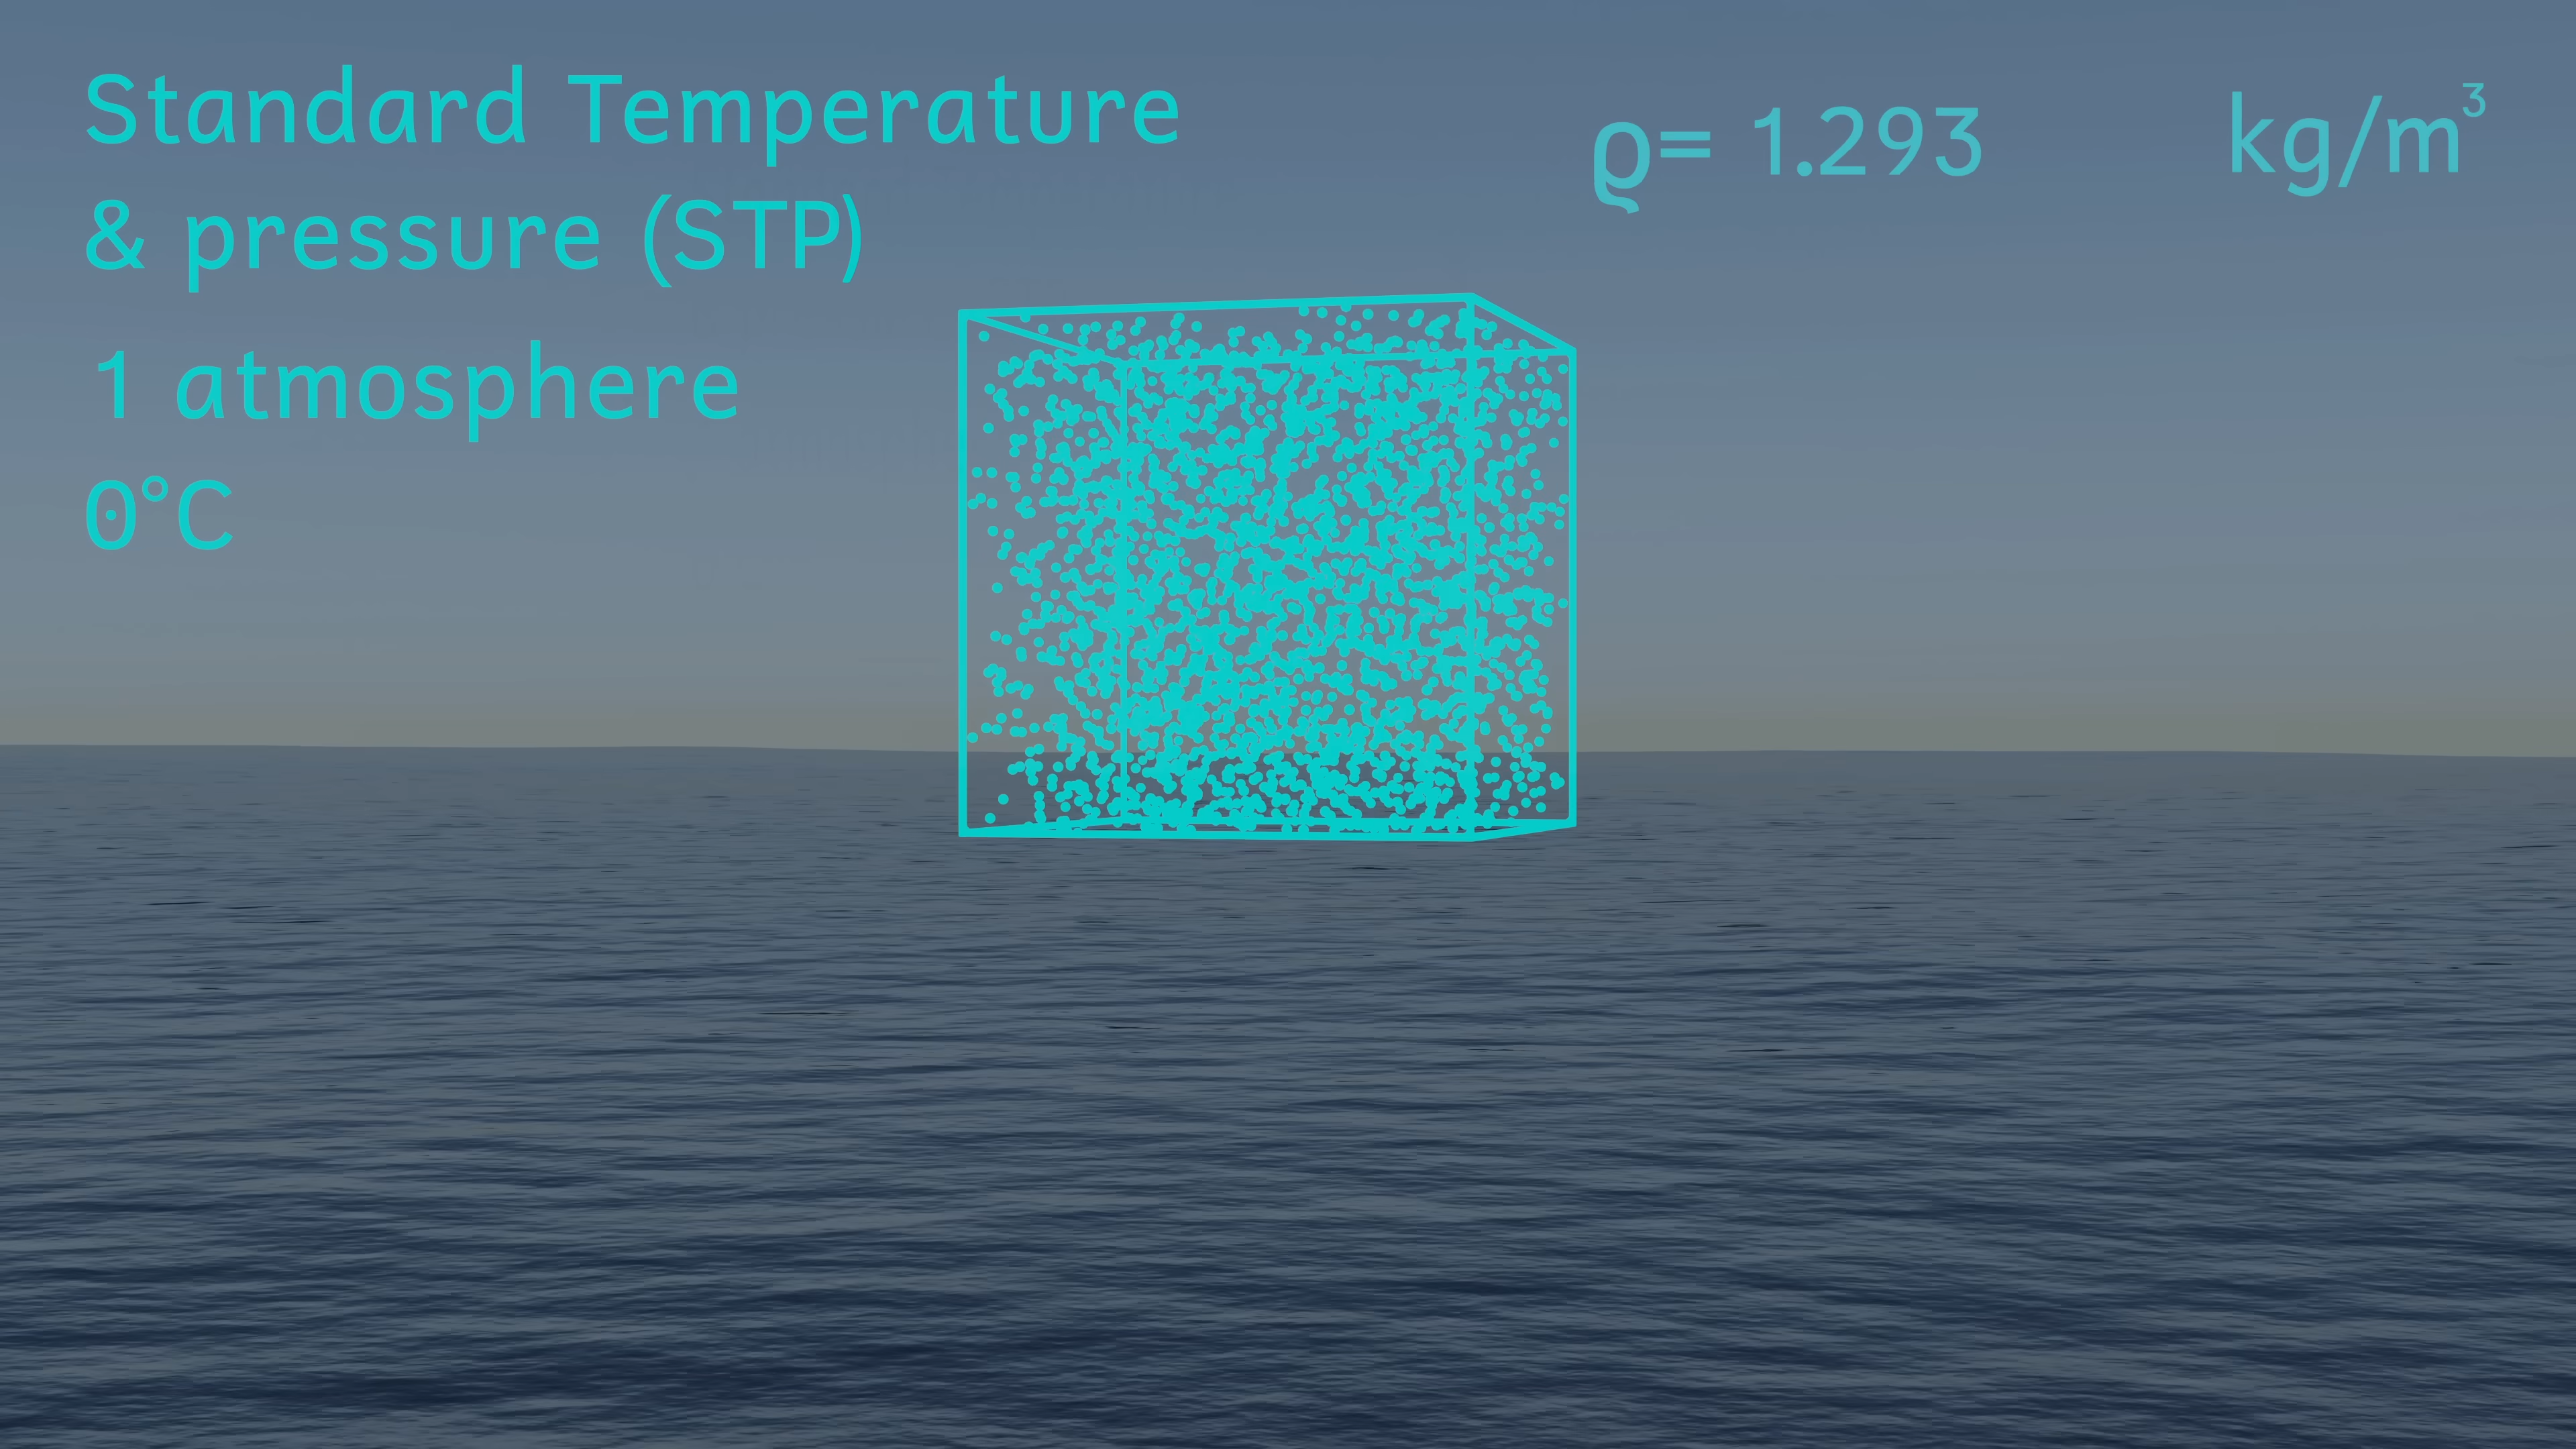 Standard Temperature
& pressure (STP)
1 atmosphere
0°C
ϱ= 1.293 kg/m³